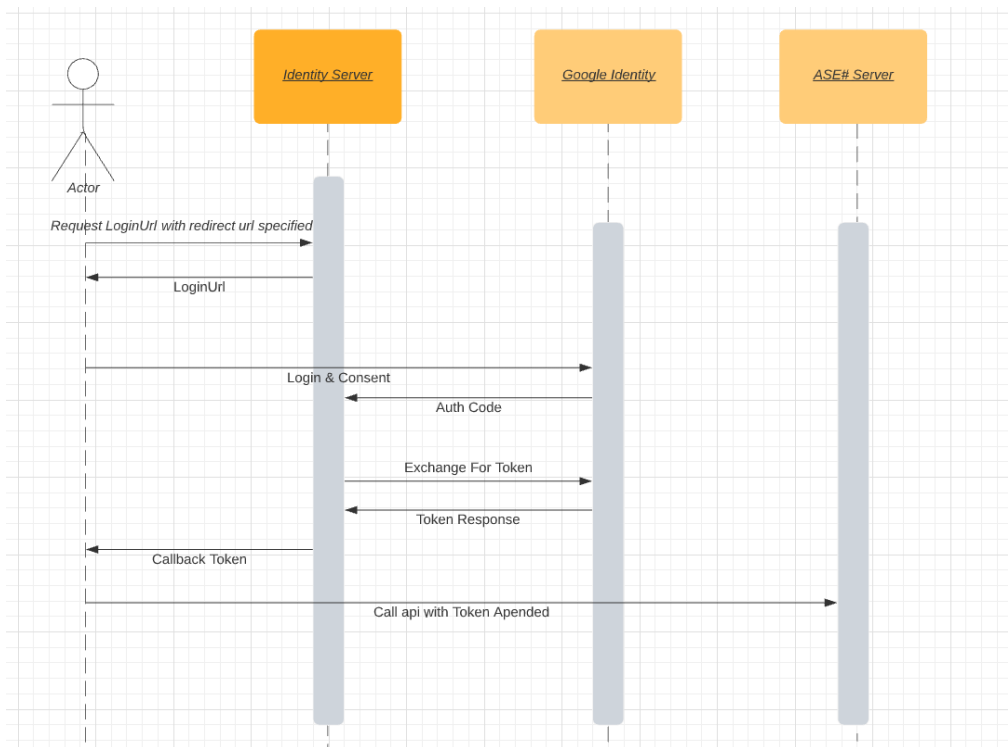 Identity Server
Google Identity
ASE# Server
Actor
Request LoginUrl with redirect url specified
LoginUrl
Login & Consent
Auth Code
Exchange For Token
Token Response
Callback Token
Call api with Token Apended